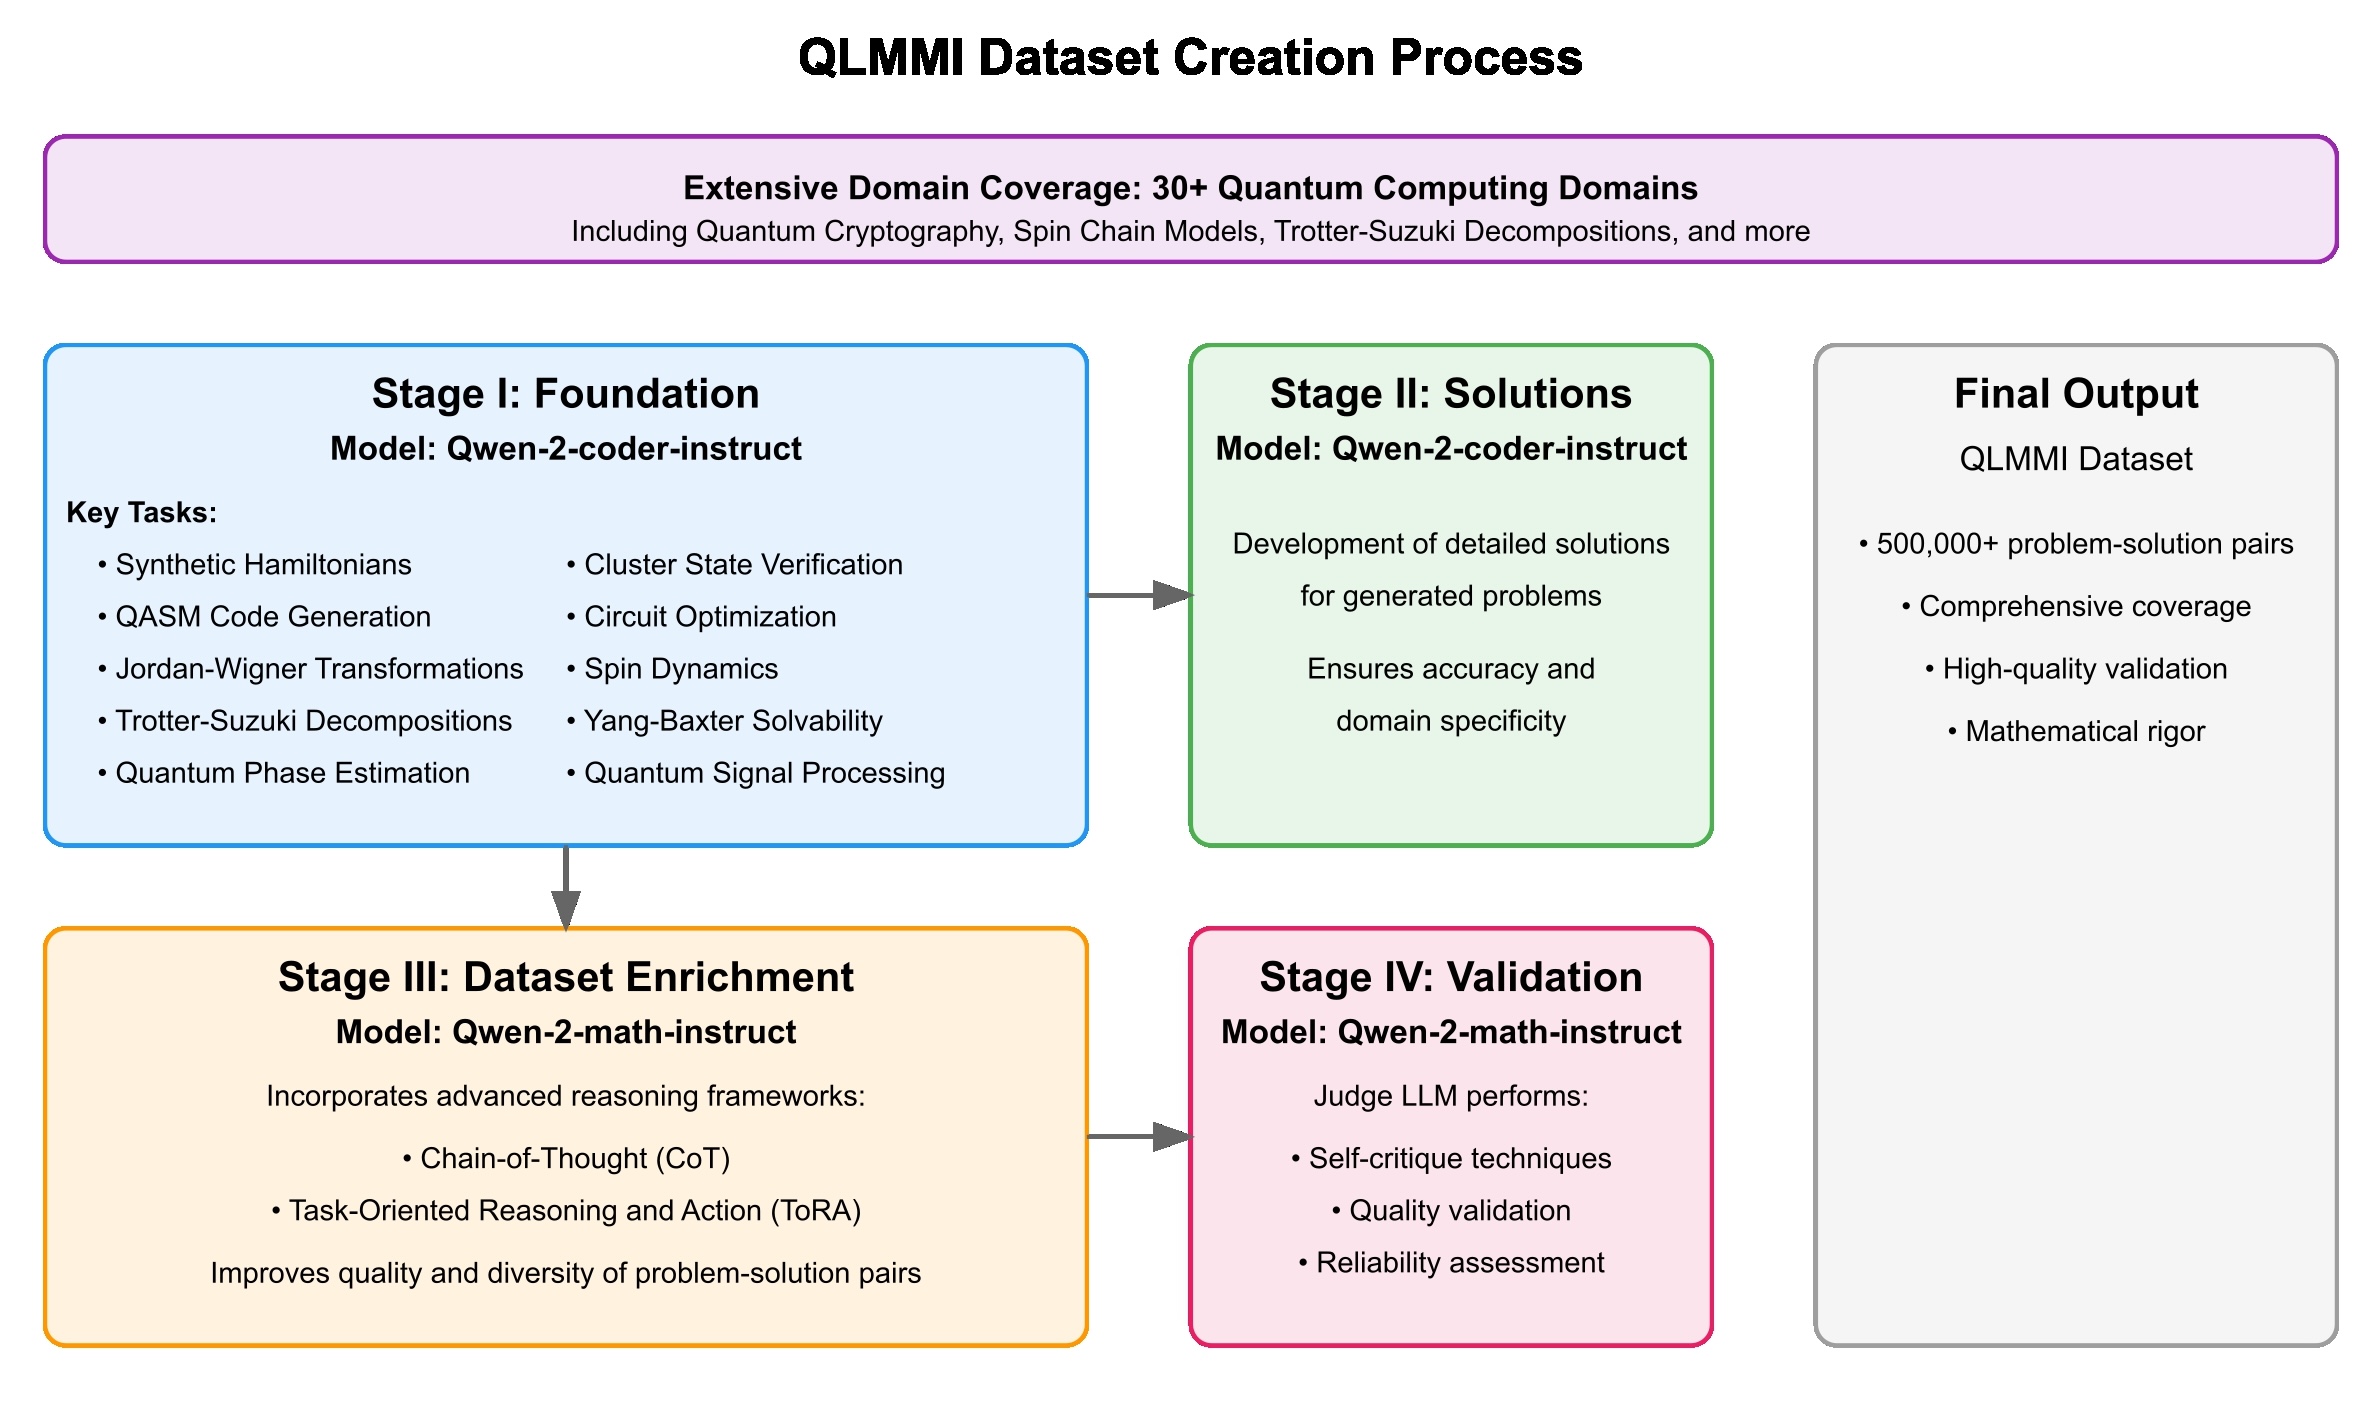 QLMMI Dataset Creation Process
Extensive Domain Coverage: 30+ Quantum Computing Domains
Including Quantum Cryptography, Spin Chain Models, Trotter-Suzuki Decompositions, and more
Stage I: Foundation
Model: Qwen-2-coder-instruct
Key Tasks:
• Synthetic Hamiltonians
• QASM Code Generation
• Jordan-Wigner Transformations
• Trotter-Suzuki Decompositions
• Quantum Phase Estimation
• Cluster State Verification
• Circuit Optimization
• Spin Dynamics
• Yang-Baxter Solvability
• Quantum Signal Processing
Stage II: Solutions
Model: Qwen-2-coder-instruct
Development of detailed solutions
for generated problems
Ensures accuracy and
domain specificity
Final Output
QLMMI Dataset
• 500,000+ problem-solution pairs
• Comprehensive coverage
• High-quality validation
• Mathematical rigor
Stage III: Dataset Enrichment
Model: Qwen-2-math-instruct
Incorporates advanced reasoning frameworks:
• Chain-of-Thought (CoT)
• Task-Oriented Reasoning and Action (ToRA)
Improves quality and diversity of problem-solution pairs
Stage IV: Validation
Model: Qwen-2-math-instruct
Judge LLM performs:
• Self-critique techniques
• Quality validation
• Reliability assessment